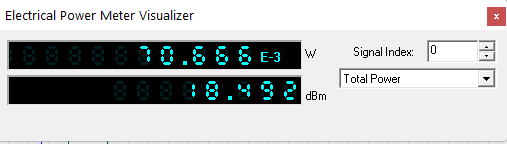 Electrical Power Meter Visualizer x
70.666 E-3 W
Signal Index: 0
18.492 dBm
Total Power